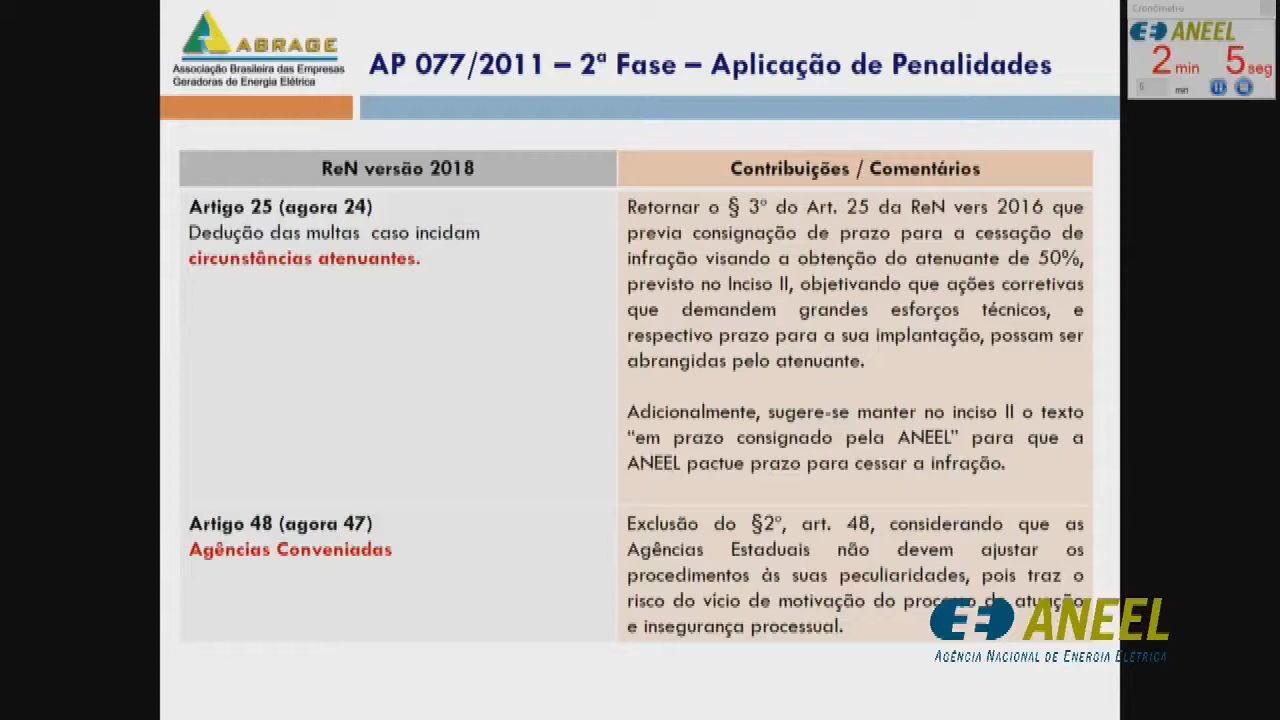 ABRAGE
Associação Brasileira das Empresas
Geradoras de Energia Elétrica
AP 077/2011 – 2ª Fase – Aplicação de Penalidades
Cronômetro
ANEEL
2 min 5 seg
5 min
ReN versão 2018
Contribuições / Comentários
Artigo 25 (agora 24)
Dedução das multas caso incidam
circunstâncias atenuantes.
Retornar o § 3º do Art. 25 da ReN vers 2016 que
previa consignação de prazo para a cessação de
infração visando a obtenção do atenuante de 50%,
previsto no Inciso II, objetivando que ações corretivas
que demandem grandes esforços técnicos, e
respectivo prazo para a sua implantação, possam ser
abrangidas pelo atenuante.
Adicionalmente, sugere-se manter no inciso II o texto
“em prazo consignado pela ANEEL” para que a
ANEEL pactue prazo para cessar a infração.
Artigo 48 (agora 47)
Agências Conveniadas
Exclusão do §2º, art. 48, considerando que as
Agências Estaduais não devem ajustar os
procedimentos às suas peculiaridades, pois traz o
risco do vício de motivação do processo de atuação
e insegurança processual.
ANEEL
AGÊNCIA NACIONAL DE ENERGIA ELÉTRICA